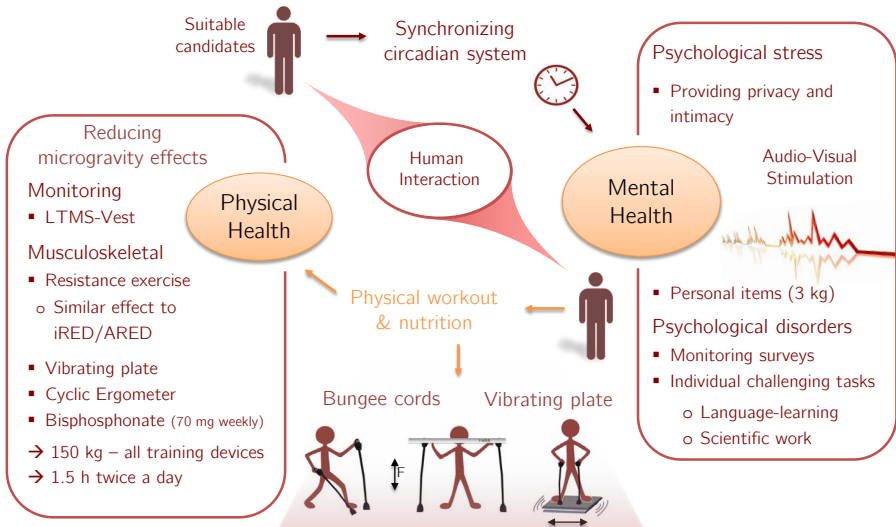 Suitable
candidates
Synchronizing
circadian system
Human
Interaction
Reducing
microgravity effects
Physical
Health
Monitoring
▪ LTMS-Vest
Musculoskeletal
▪ Resistance exercise
o Similar effect to
iRED/ARED
▪ Vibrating plate
▪ Cyclic Ergometer
▪ Bisphosphonate (70 mg weekly)
→ 150 kg – all training devices
→ 1.5 h twice a day
Physical workout
& nutrition
Bungee cords
Vibrating plate
F
Mental
Health
Psychological stress
▪ Providing privacy and
intimacy
Audio-Visual
Stimulation
▪ Personal items (3 kg)
Psychological disorders
▪ Monitoring surveys
▪ Individual challenging tasks
o Language-learning
o Scientific work